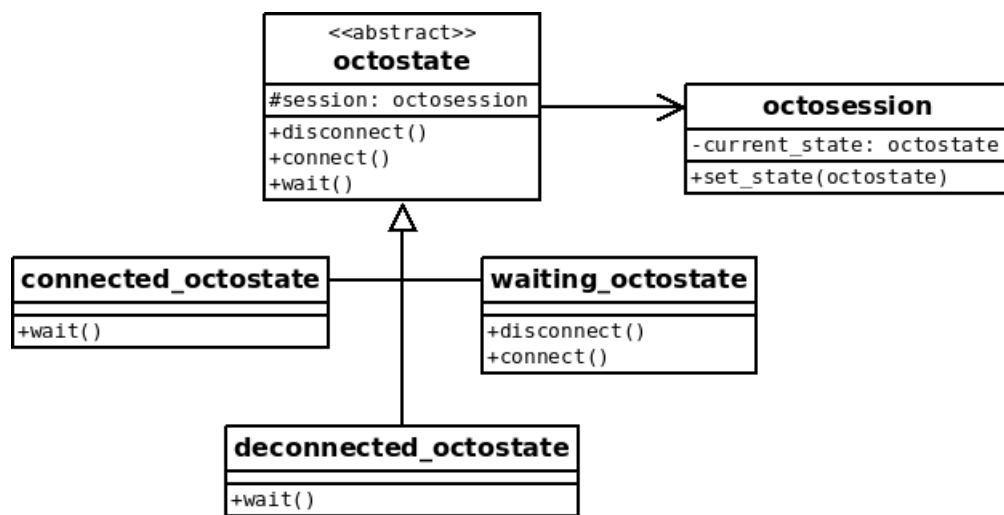 <<abstract>>
octostate
#session: octosession
+disconnect()
+connect()
+wait()
octosession
-current_state: octostate
+set_state(octostate)
connected_octostate
+wait()
waiting_octostate
+disconnect()
+connect()
deconnected_octostate
+wait()